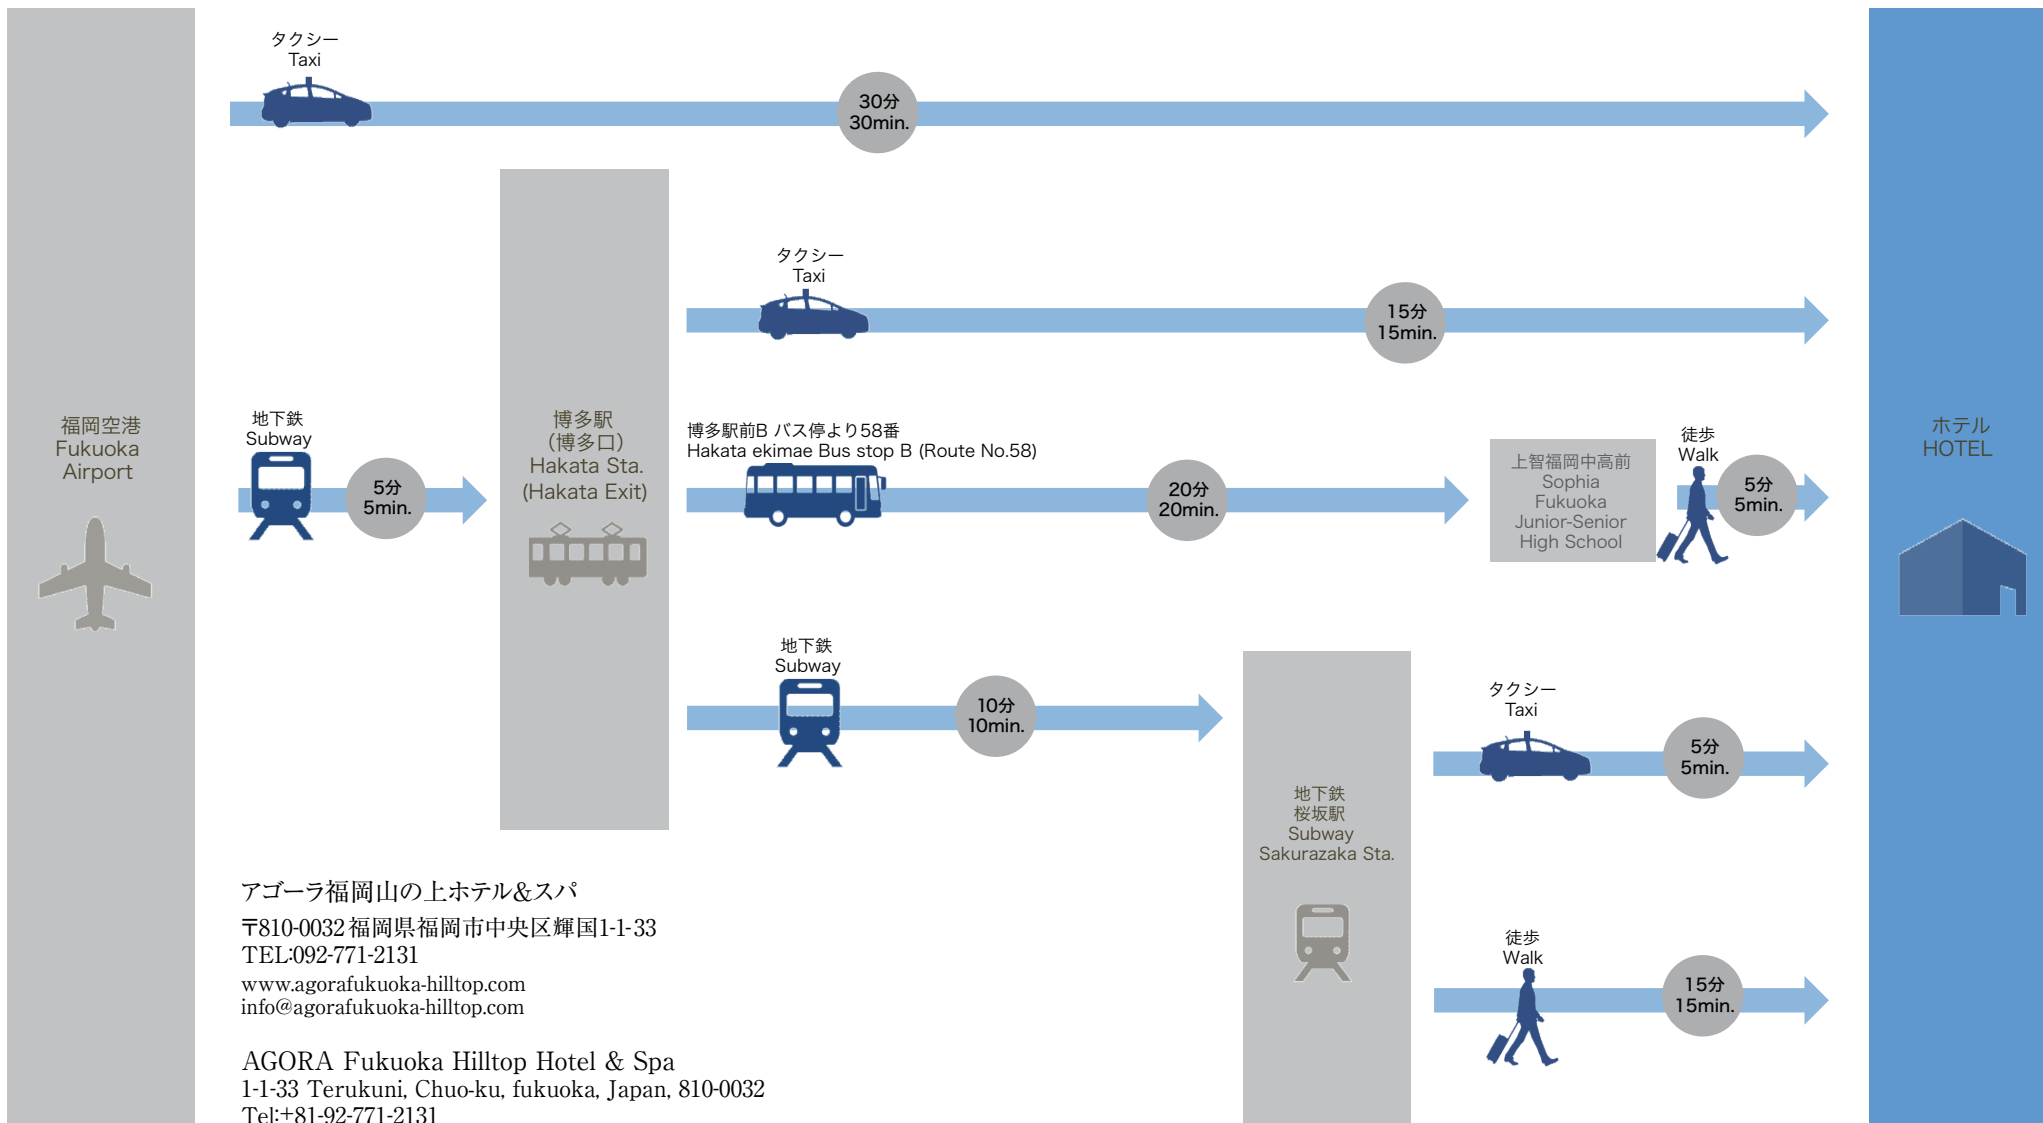 福岡空港
Fukuoka
Airport
タクシー
Taxi
30分
30min.
地下鉄
Subway
5分
5min.
博多駅
(博多口)
Hakata Sta.
(Hakata Exit)
タクシー
Taxi
15分
15min.
博多駅前B バス停より58番
Hakata ekimae Bus stop B (Route No.58)
20分
20min.
上智福岡中高前
Sophia
Fukuoka
Junior-Senior
High School
徒歩
Walk
5分
5min.
地下鉄
Subway
10分
10min.
地下鉄
桜坂駅
Subway
Sakurazaka Sta.
タクシー
Taxi
5分
5min.
徒歩
Walk
15分
15min.
ホテル
HOTEL
アゴーラ福岡山の上ホテル&スパ
〒810-0032 福岡県福岡市中央区輝国1-1-33
TEL:092-771-2131
www.agorafukuoka-hilltop.com
info@agorafukuoka-hilltop.com
AGORA Fukuoka Hilltop Hotel & Spa
1-1-33 Terukuni, Chuo-ku, fukuoka, Japan, 810-0032
Tel:+81-92-771-2131